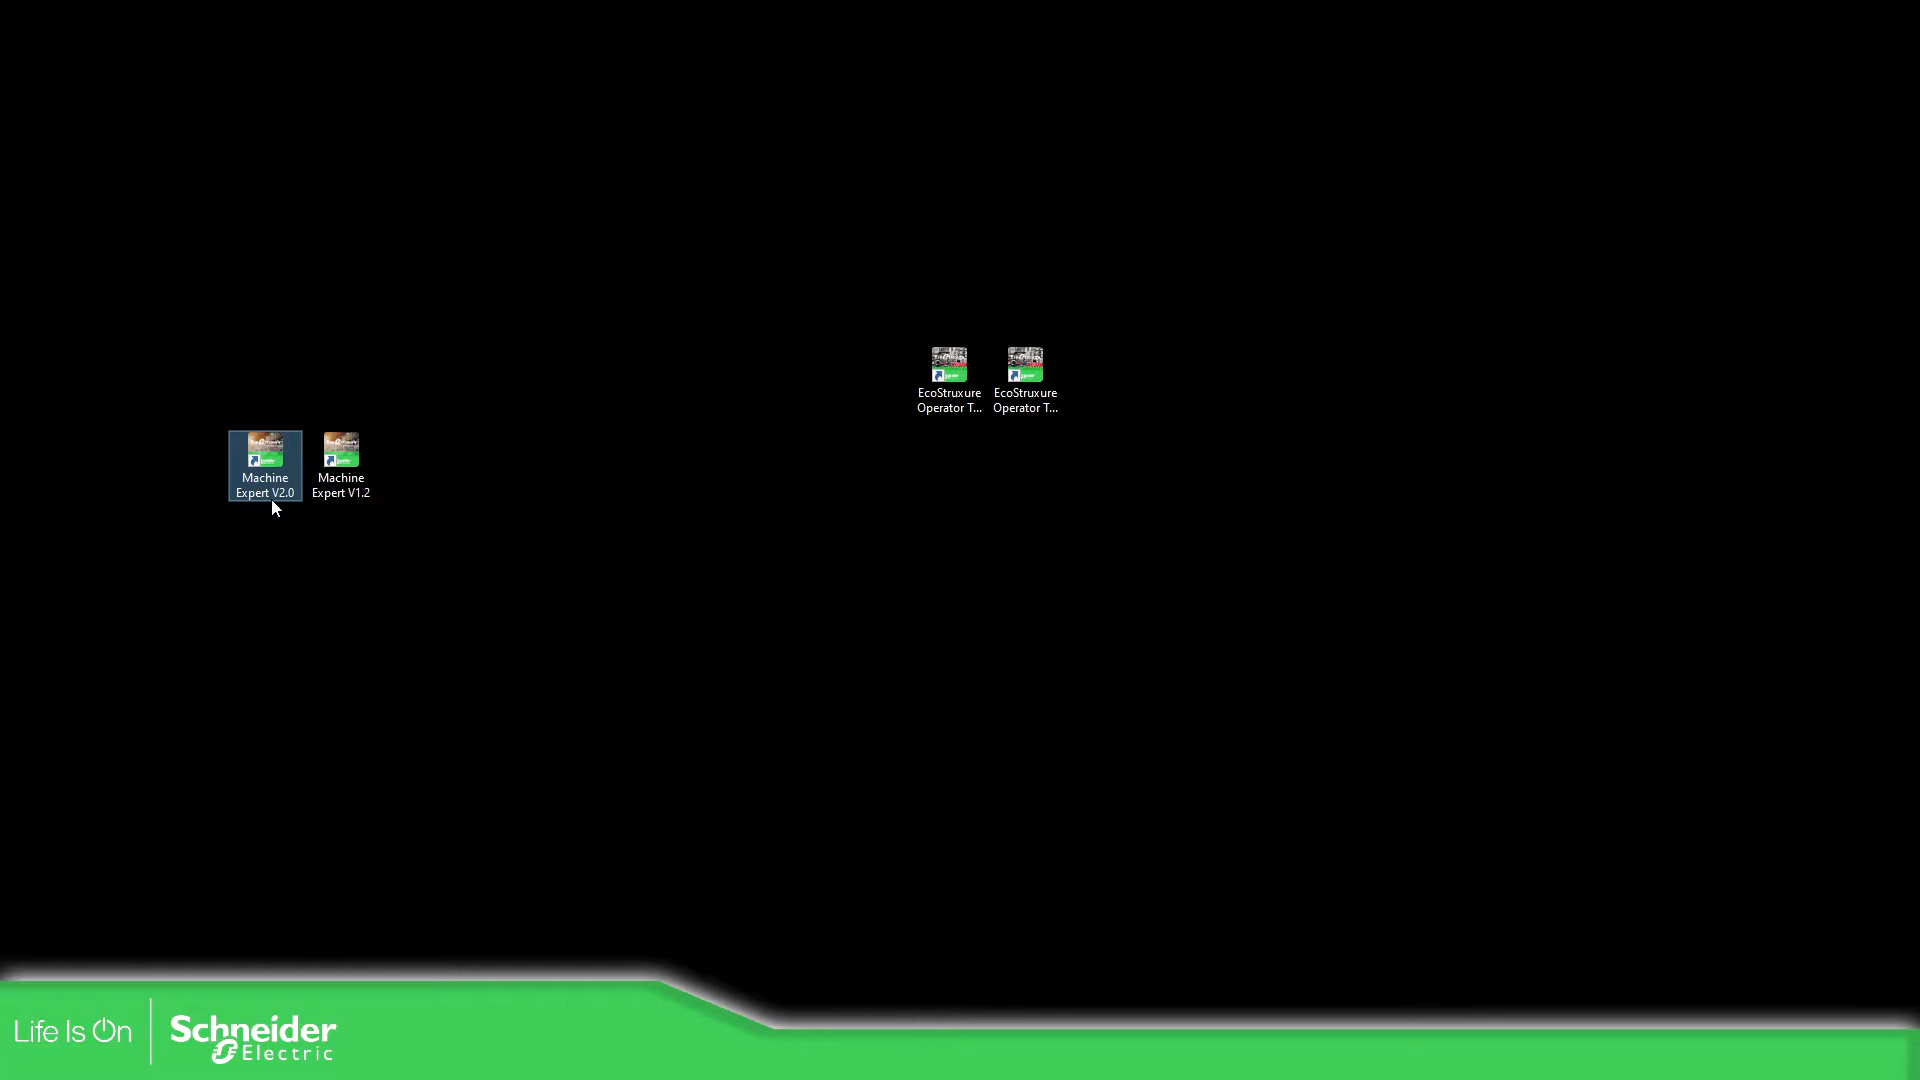 EcoStruxure
Operator T...
EcoStruxure
Operator T...
Machine
Expert V2.0
Machine
Expert V1.2
Life Is On
Schneider
Electric